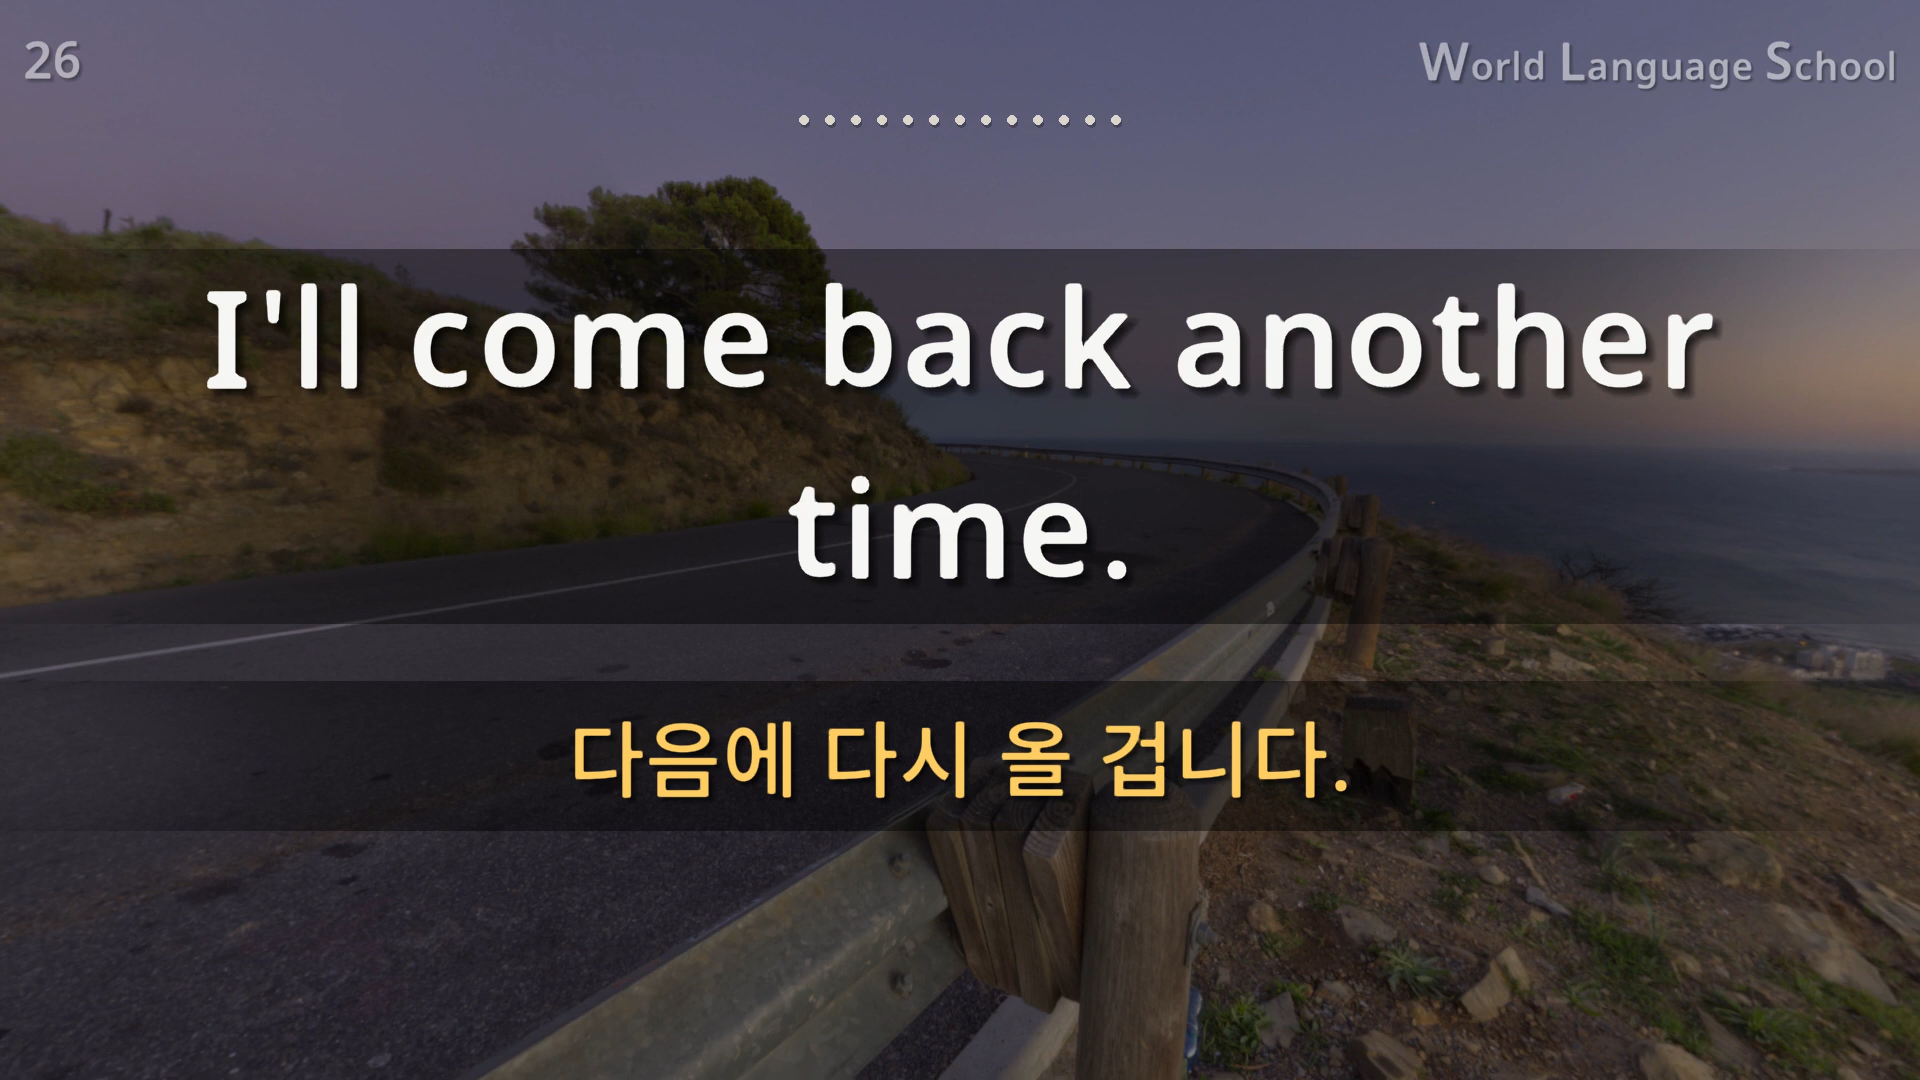 26
World Language School
I'll come back another
time.
다음에 다시 올 겁니다.